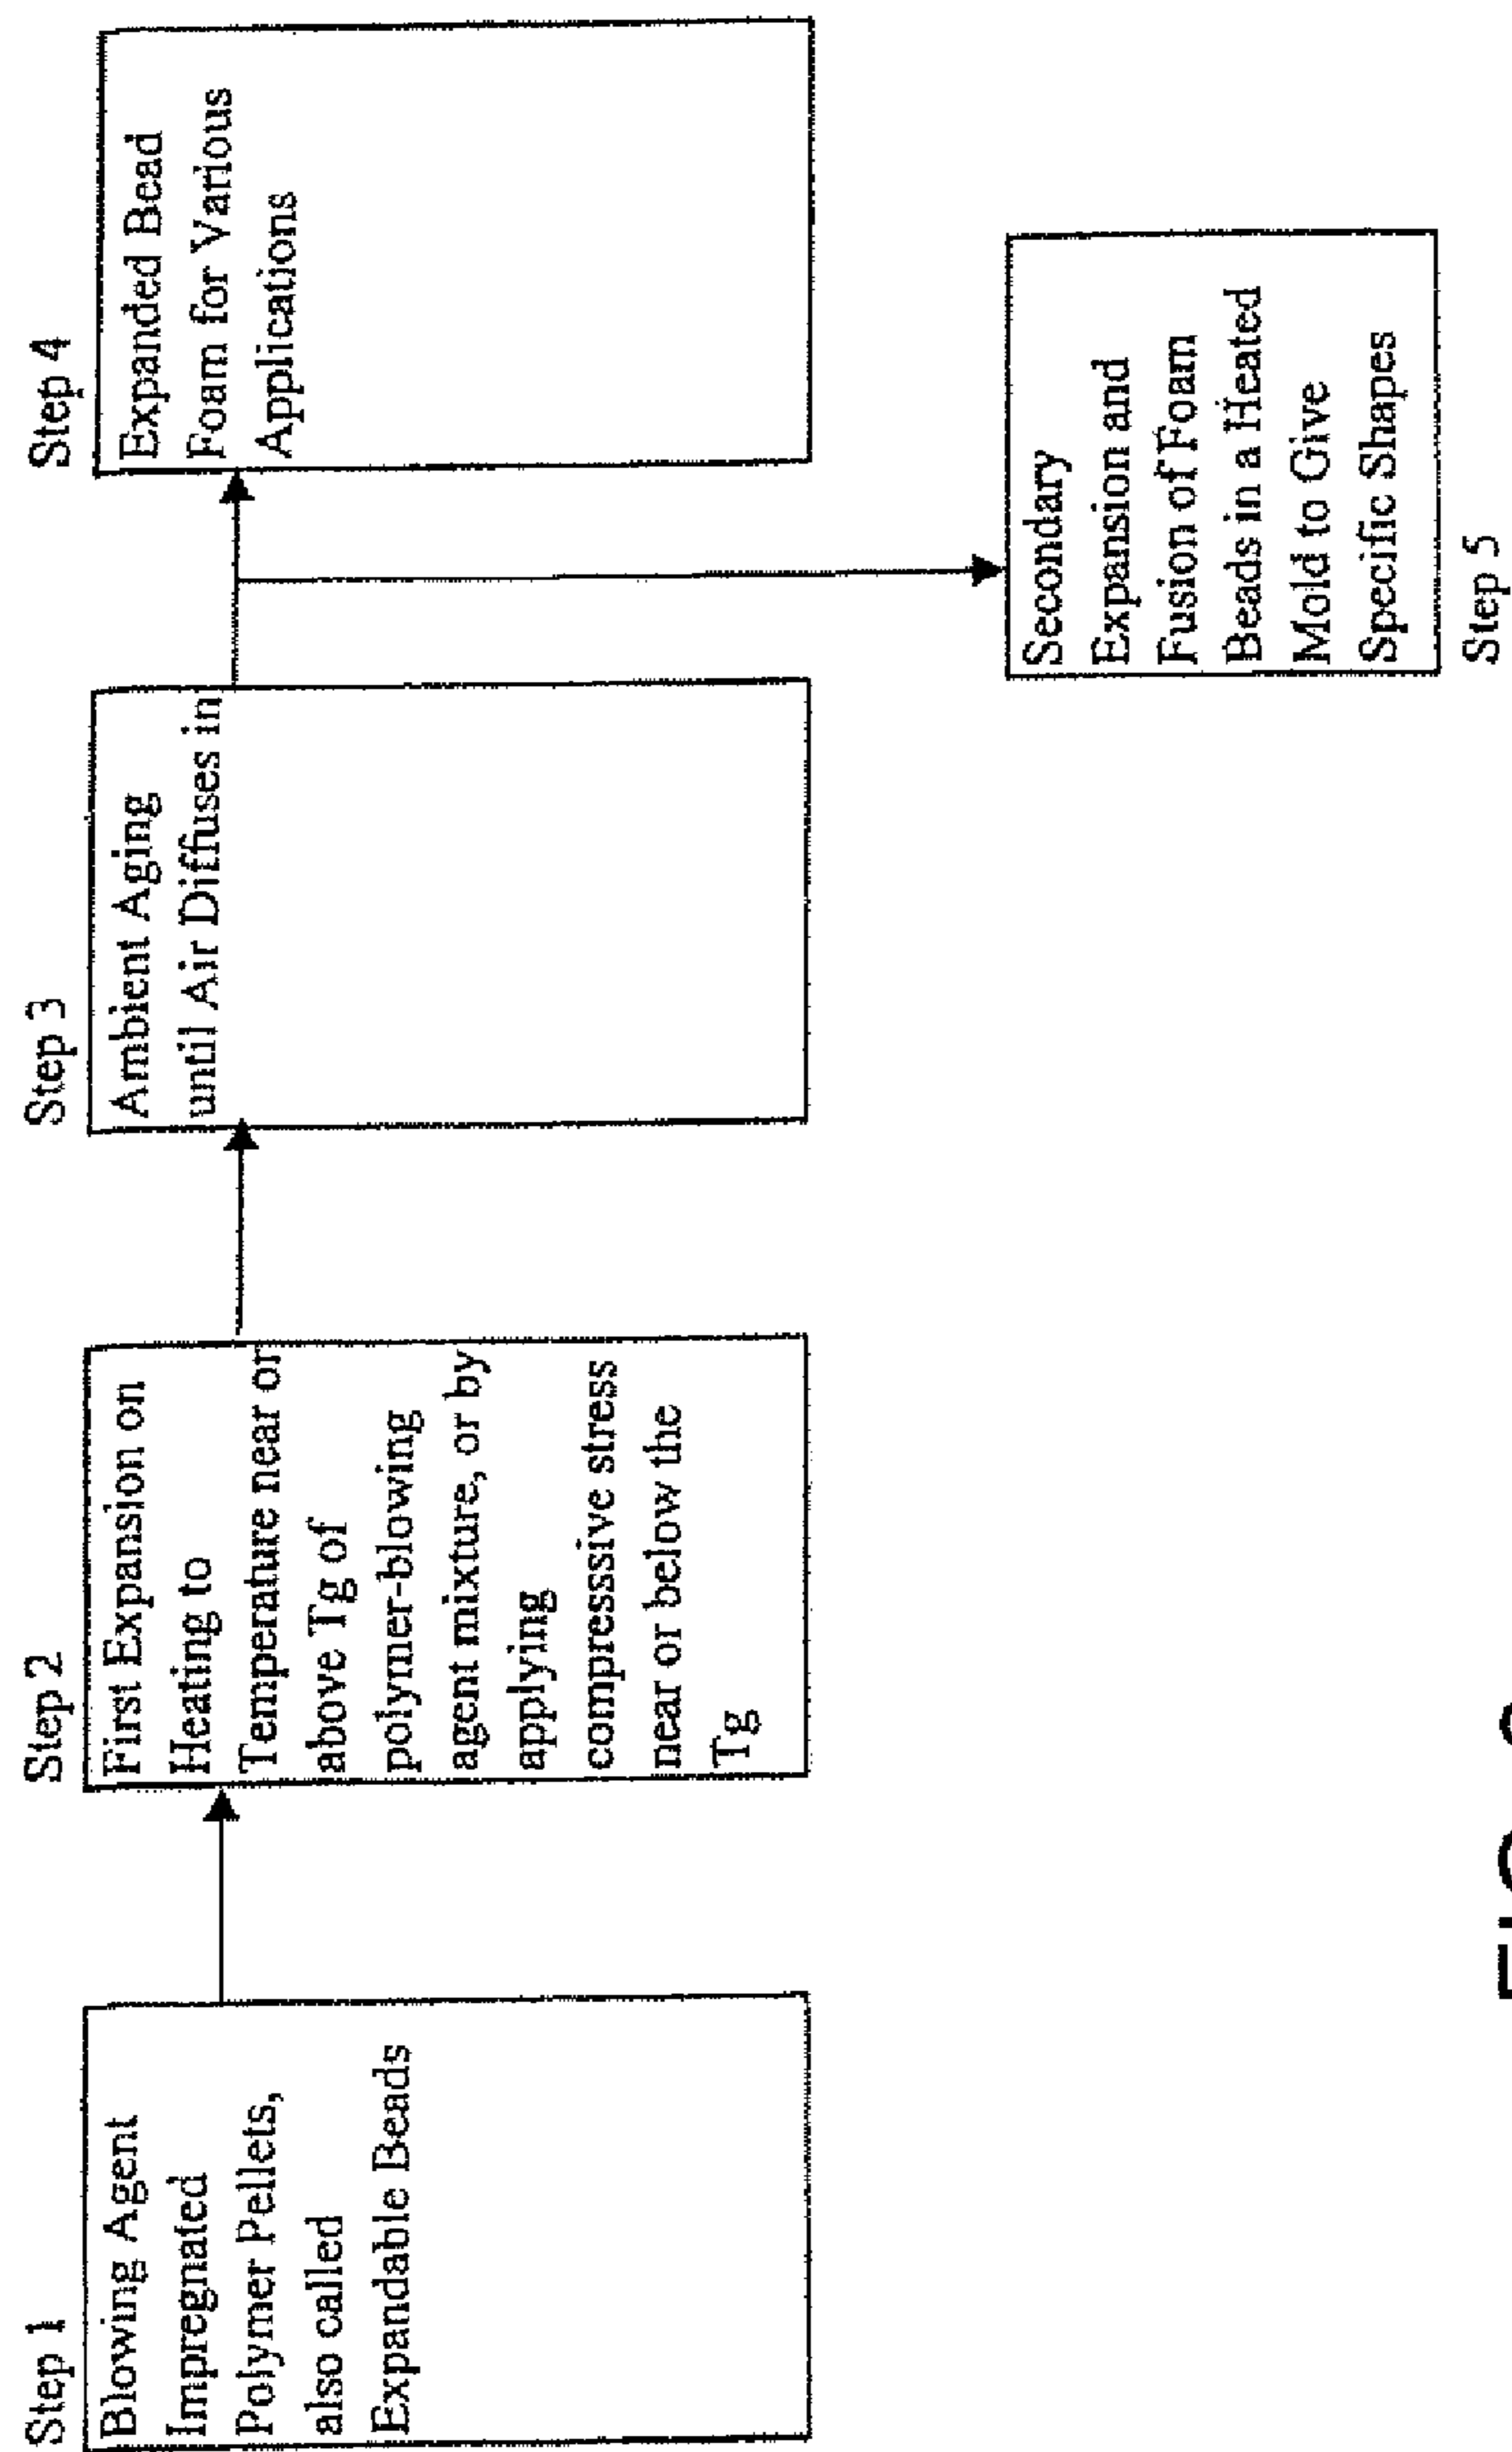 Step 1
Blowing Agent
Impregnated
Polymer Pellets,
also called
Expandable Beads
Step 2
First Expansion on
Heating to
Temperature near or
above Tg of
polymer-blowing
agent mixture, or by
applying
compresssive stress
near or below the
Tg
Step 3
Ambient Aging
until Air Diffuses in
Step 4
Expanded Bead
Foam for Various
Applications
Secondary
Expansion and
Fusion of Foam
Beads in a Heated
Mold to Give
Specific Shapes
Step 5